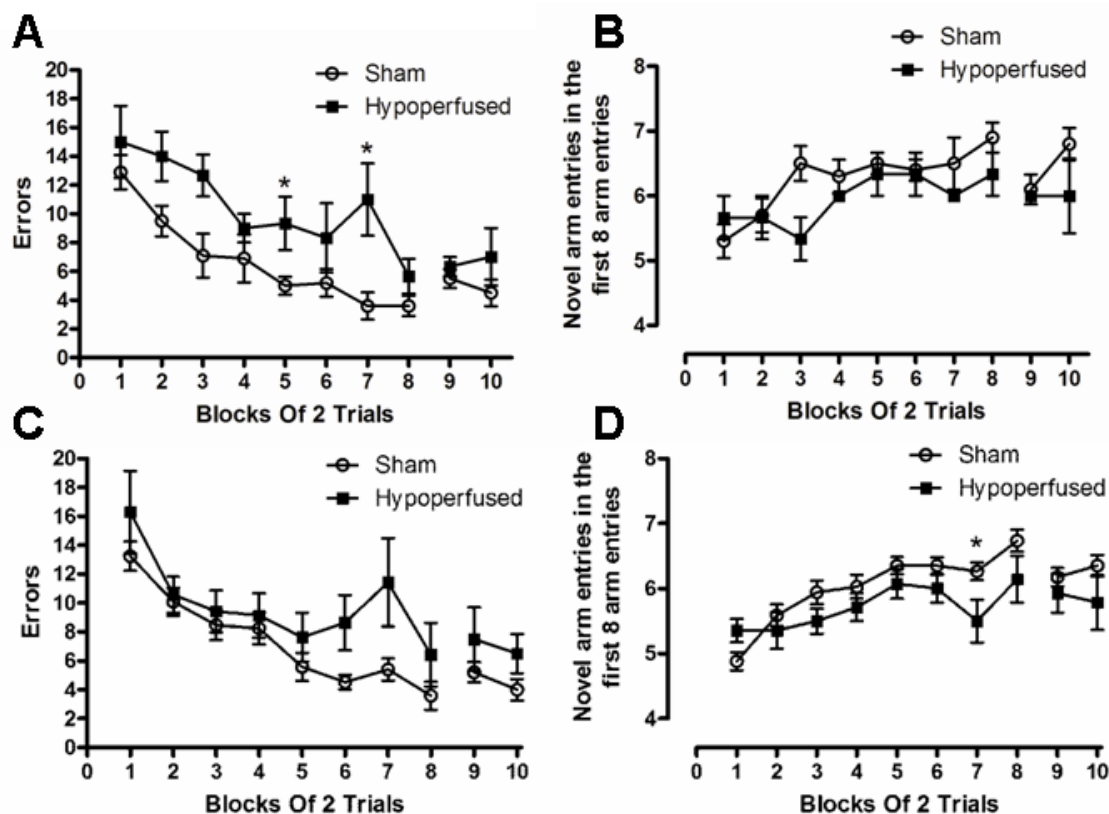 A
Sham
Hypoperfused
Errors
20
18
16
14
12
10
8
6
4
2
0
*
*
0 1 2 3 4 5 6 7 8 9 10
Blocks Of 2 Trials
B
Sham
Hypoperfused
Novel arm entries in the
first 8 arm entries
8
7
6
5
4
0 1 2 3 4 5 6 7 8 9 10
Blocks Of 2 Trials
C
Sham
Hypoperfused
Errors
20
18
16
14
12
10
8
6
4
2
0
0 1 2 3 4 5 6 7 8 9 10
Blocks Of 2 Trials
D
Sham
Hypoperfused
Novel arm entries in the
first 8 arm entries
8
7
6
5
4
*
0 1 2 3 4 5 6 7 8 9 10
Blocks Of 2 Trials